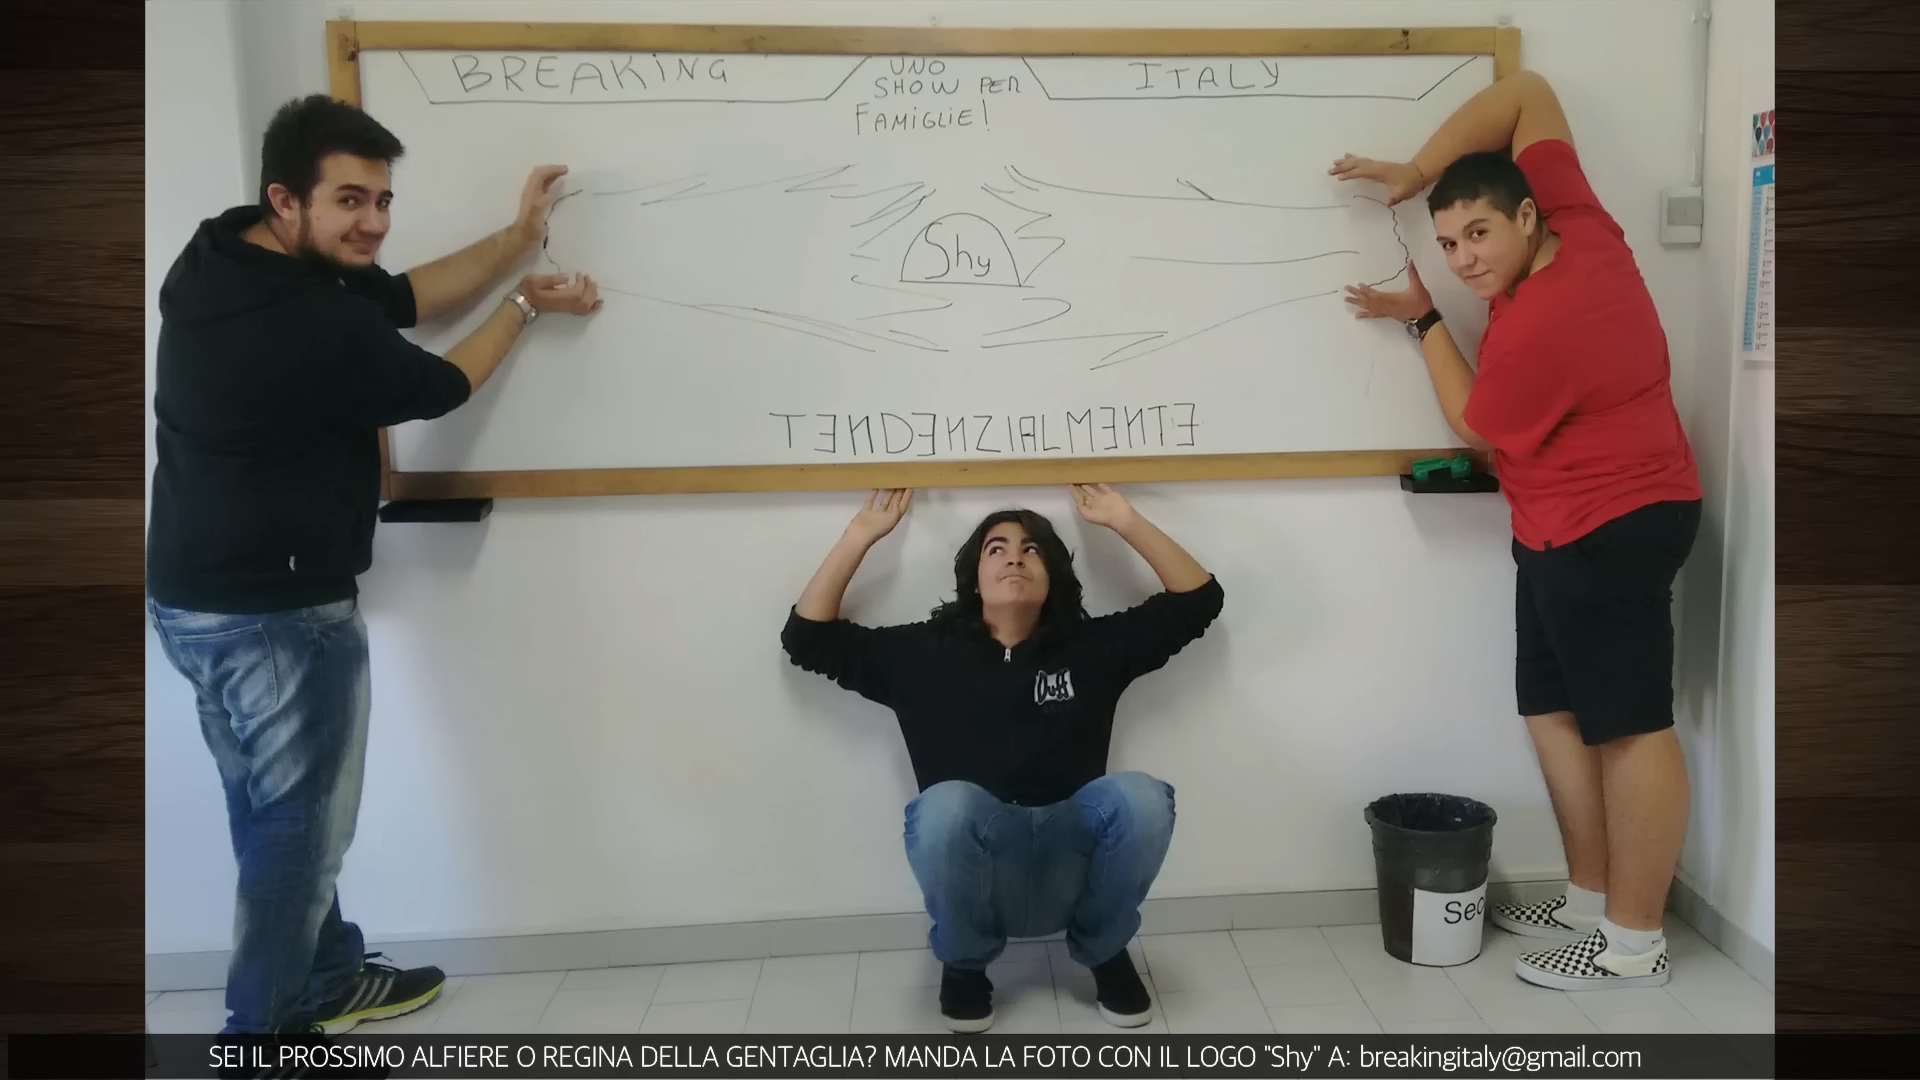 BREAKING
UNO
SHOW PER
FAMIGLIE!
ITALY
Shy
TENDENZIALMENTE
Duff
Sec
SEI IL PROSSIMO ALFIERE O REGINA DELLA GENTAGLIA? MANDA LA FOTO CON IL LOGO "Shy" A: breakingitaly@gmail.com